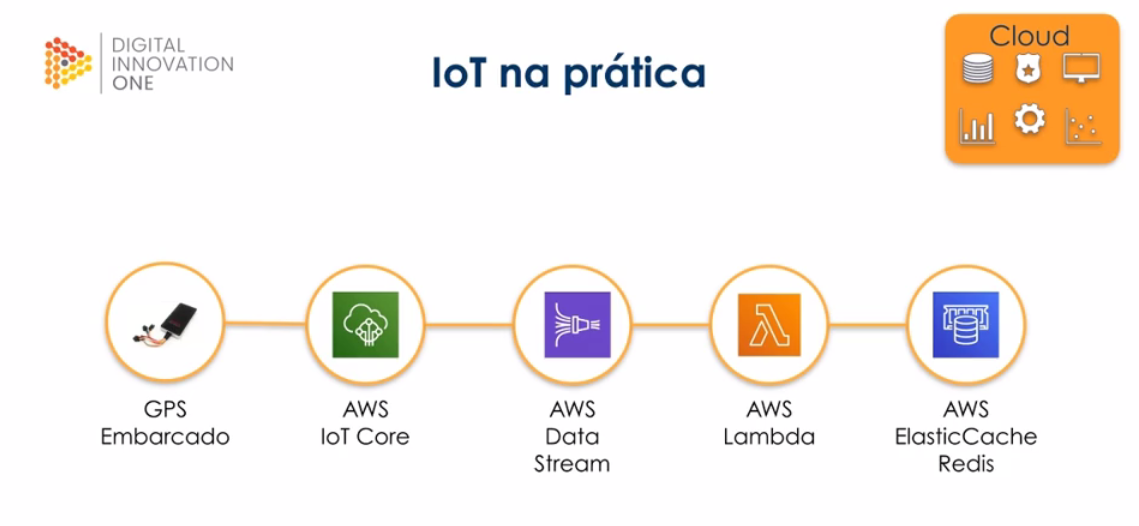 DIGITAL
INNOVATION
ONE
IoT na prática
Cloud
GPS
Embarcado
AWS
IoT Core
AWS
Data
Stream
AWS
Lambda
AWS
ElasticCache
Redis